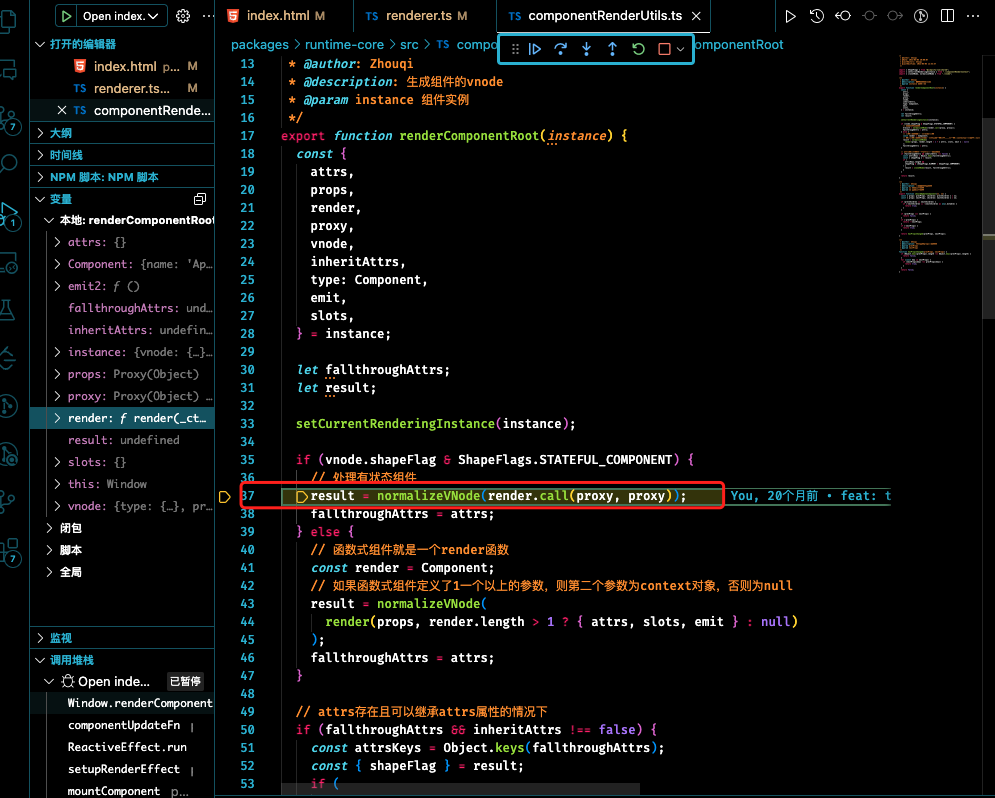 Open index.
index.html M
renderer.ts M
TS componentRenderUtils.ts
打开的编辑器
index.html p... M
TS renderer.ts... M
TS componentRende...
大纲
时间线
NPM 脚本: NPM 脚本
变量
本地: renderComponentRoot
attrs: {}
Component: {name: 'Ap...
emit2: ƒ ()
fallthroughAttrs: und...
inheritAttrs: undefin...
instance: {vnode: {…}...
props: Proxy(Object)
proxy: Proxy(Object) ...
render: ƒ render(_ct...
result: undefined
slots: {}
this: Window
vnode: {type: {…}, pr...
闭包
脚本
全局
监视
调用堆栈
Open inde... 已暂停
Window.renderComponent
componentUpdateFn
ReactiveEffect.run
setupRenderEffect
mountComponent p...
7
1
7
packages > runtime-core > src > TS compo
omponentRoot
13 * @author: Zhouqi
14 * @description: 生成组件的vnode
15 * @param instance 组件实例
16 */
17 export function renderComponentRoot(instance) {
18 const {
19 attrs,
20 props,
21 render,
22 proxy,
23 vnode,
24 inheritAttrs,
25 type: Component,
26 emit,
27 slots,
28 } = instance;
29
30 let fallthroughAttrs;
31 let result;
32
33 setCurrentRenderingInstance(instance);
34
35 if (vnode.shapeFlag & ShapeFlags.STATEFUL_COMPONENT) {
36 // 处理有状态组件
37 result = normalizeVNode(render.call(proxy, proxy)); You, 20个月前 • feat: t
38 fallthroughAttrs = attrs;
39 } else {
40 // 函数式组件就是一个render函数
41 const render = Component;
42 // 如果函数式组件定义了1一个以上的参数，则第二个参数为context对象，否则为null
43 result = normalizeVNode(
44 render(props, render.length > 1 ? { attrs, slots, emit } : null)
45 );
46 fallthroughAttrs = attrs;
47 }
48
49 // attrs存在且可以继承attrs属性的情况下
50 if (fallthroughAttrs && inheritAttrs !== false) {
51 const attrsKeys = Object.keys(fallthroughAttrs);
52 const { shapeFlag } = result;
53 if (